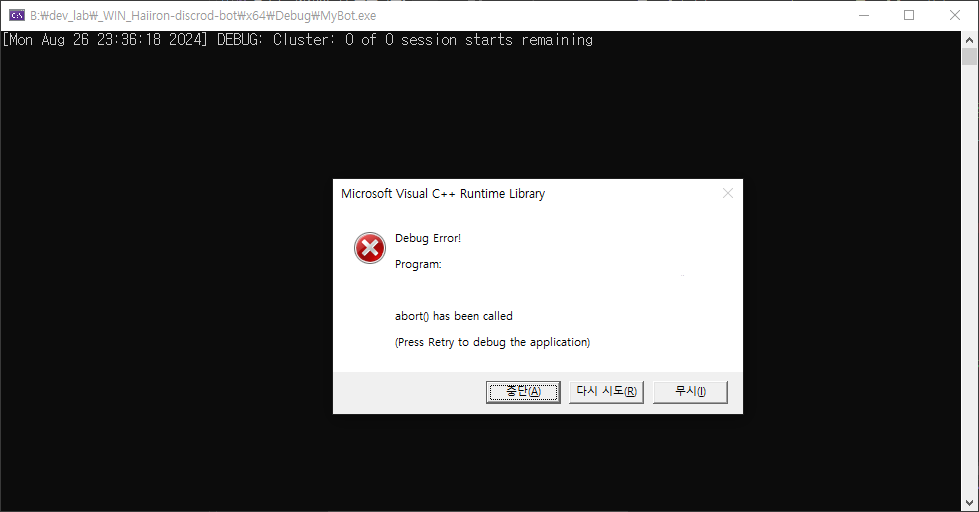 B:₩dev_lab₩_WIN_Haiiron-discrod-bot₩x64₩Debug₩MyBot.exe
[Mon Aug 26 23:36:18 2024] DEBUG: Cluster: 0 of 0 session starts remaining
Microsoft Visual C++ Runtime Library
Debug Error!
Program:
abort() has been called
(Press Retry to debug the application)
중단(A) 다시 시도(R) 무시(I)